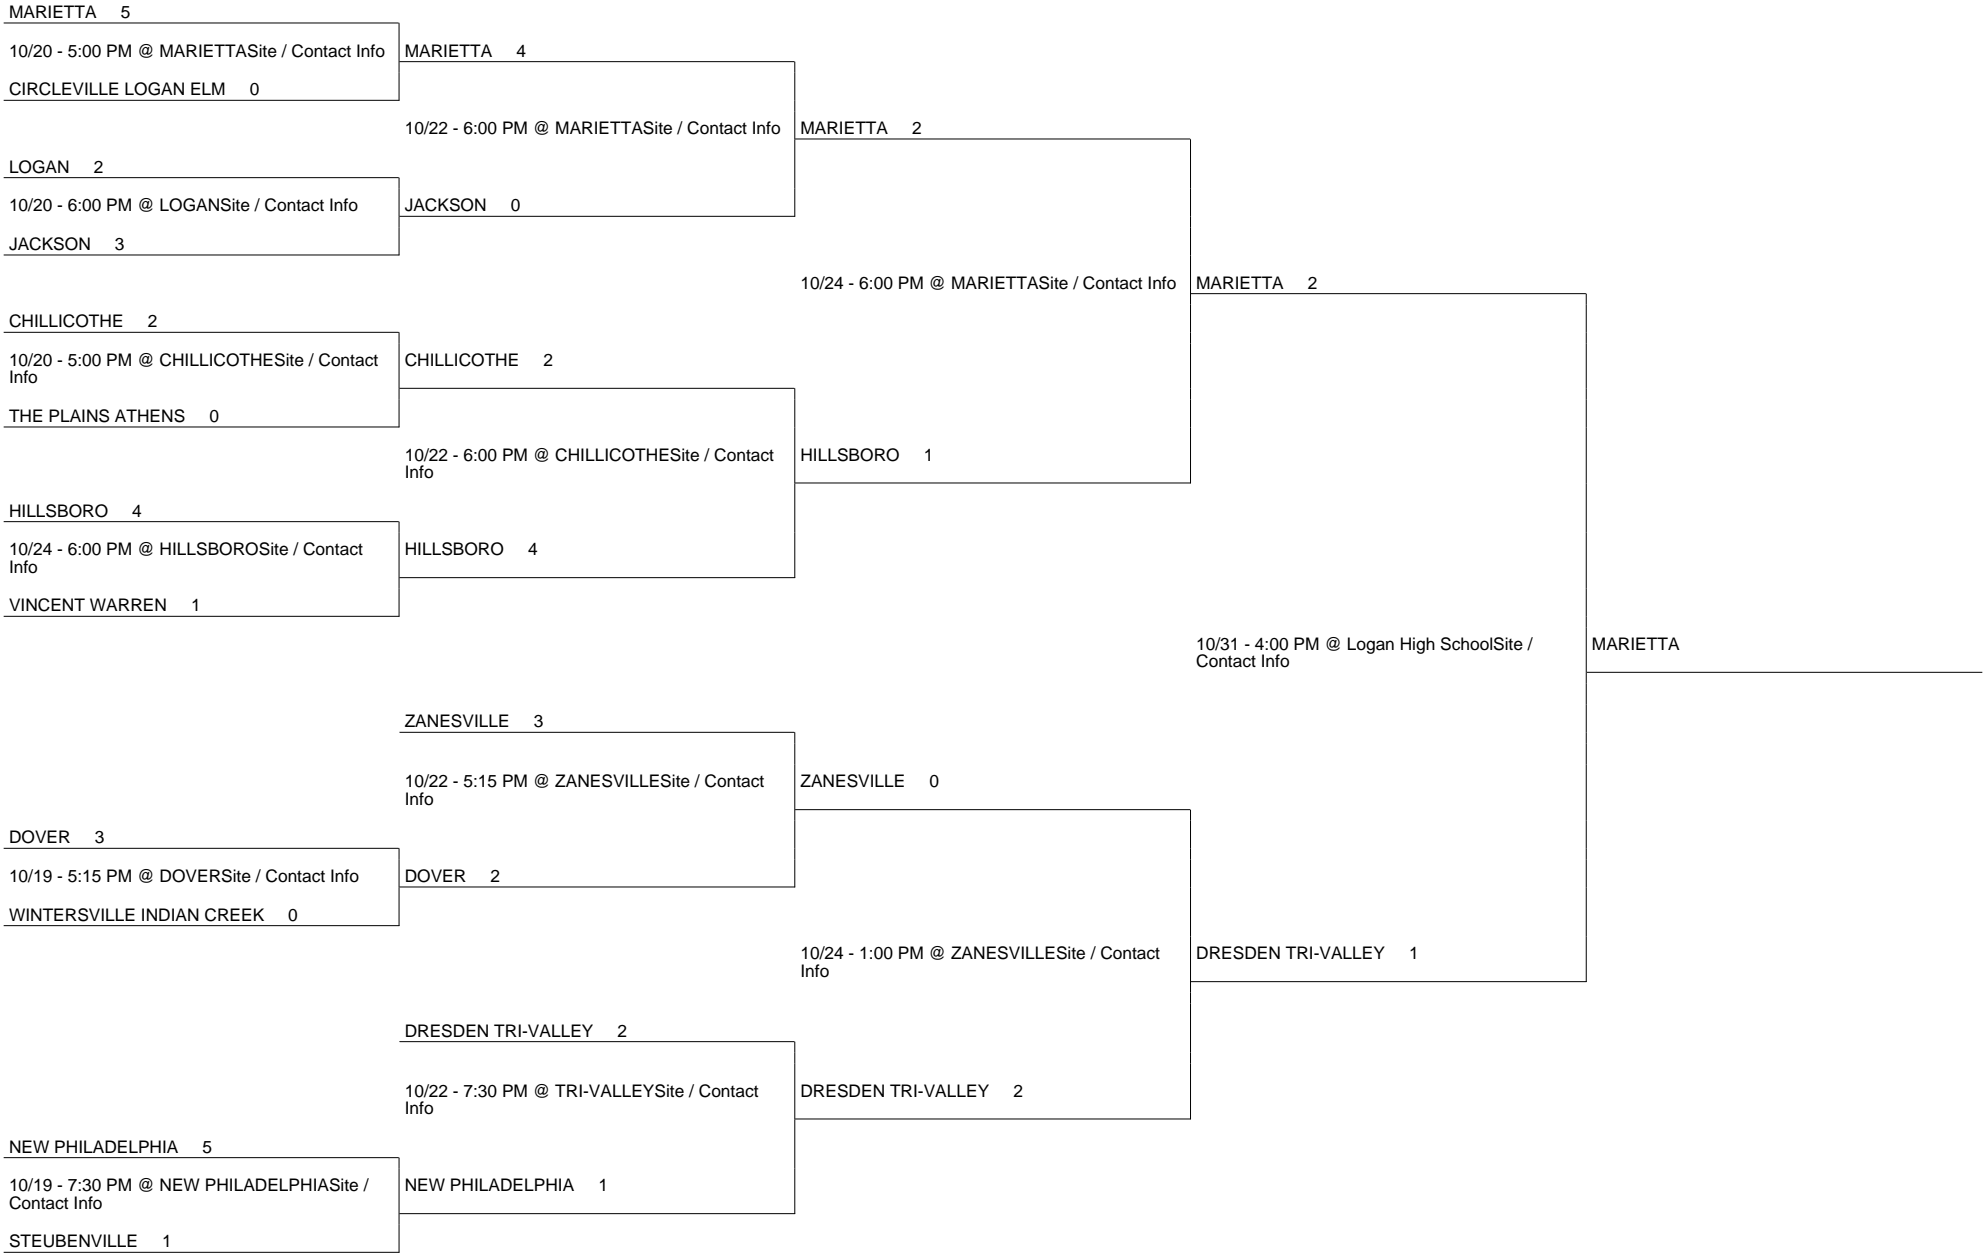 MARIETTA 5
10/20 - 5:00 PM @ MARIETTASite / Contact Info
CIRCLEVILLE LOGAN ELM 0
LOGAN 2
10/20 - 6:00 PM @ LOGANSite / Contact Info
JACKSON 3
CHILLICOTHE 2
10/20 - 5:00 PM @ CHILLICOTHESite / Contact
Info
THE PLAINS ATHENS 0
HILLSBORO 4
10/24 - 6:00 PM @ HILLSBOROSite / Contact
Info
VINCENT WARREN 1
DOVER 3
10/19 - 5:15 PM @ DOVERSite / Contact Info
WINTERSVILLE INDIAN CREEK 0
NEW PHILADELPHIA 5
10/19 - 7:30 PM @ NEW PHILADELPHIASite /
Contact Info
STEUBENVILLE 1
MARIETTA 4
10/22 - 6:00 PM @ MARIETTASite / Contact Info
JACKSON 0
CHILLICOTHE 2
10/22 - 6:00 PM @ CHILLICOTHESite / Contact
Info
HILLSBORO 4
ZANESVILLE 3
10/22 - 5:15 PM @ ZANESVILLESite / Contact
Info
DOVER 2
DRESDEN TRI-VALLEY 2
10/22 - 7:30 PM @ TRI-VALLEYSite / Contact
Info
NEW PHILADELPHIA 1
MARIETTA 2
10/24 - 6:00 PM @ MARIETTASite / Contact Info
HILLSBORO 1
ZANESVILLE 0
10/24 - 1:00 PM @ ZANESVILLESite / Contact
Info
DRESDEN TRI-VALLEY 2
MARIETTA 2
10/31 - 4:00 PM @ Logan High SchoolSite /
Contact Info
DRESDEN TRI-VALLEY 1
MARIETTA